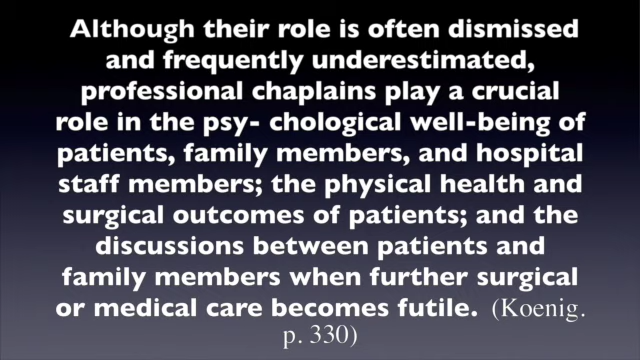 Although their role is often dismissed
and frequently underestimated,
professional chaplains play a crucial
role in the psy- chological well-being of
patients, family members, and hospital
staff members; the physical health and
surgical outcomes of patients; and the
discussions between patients and
family members when further surgical
or medical care becomes futile. (Koenig.
p. 330)